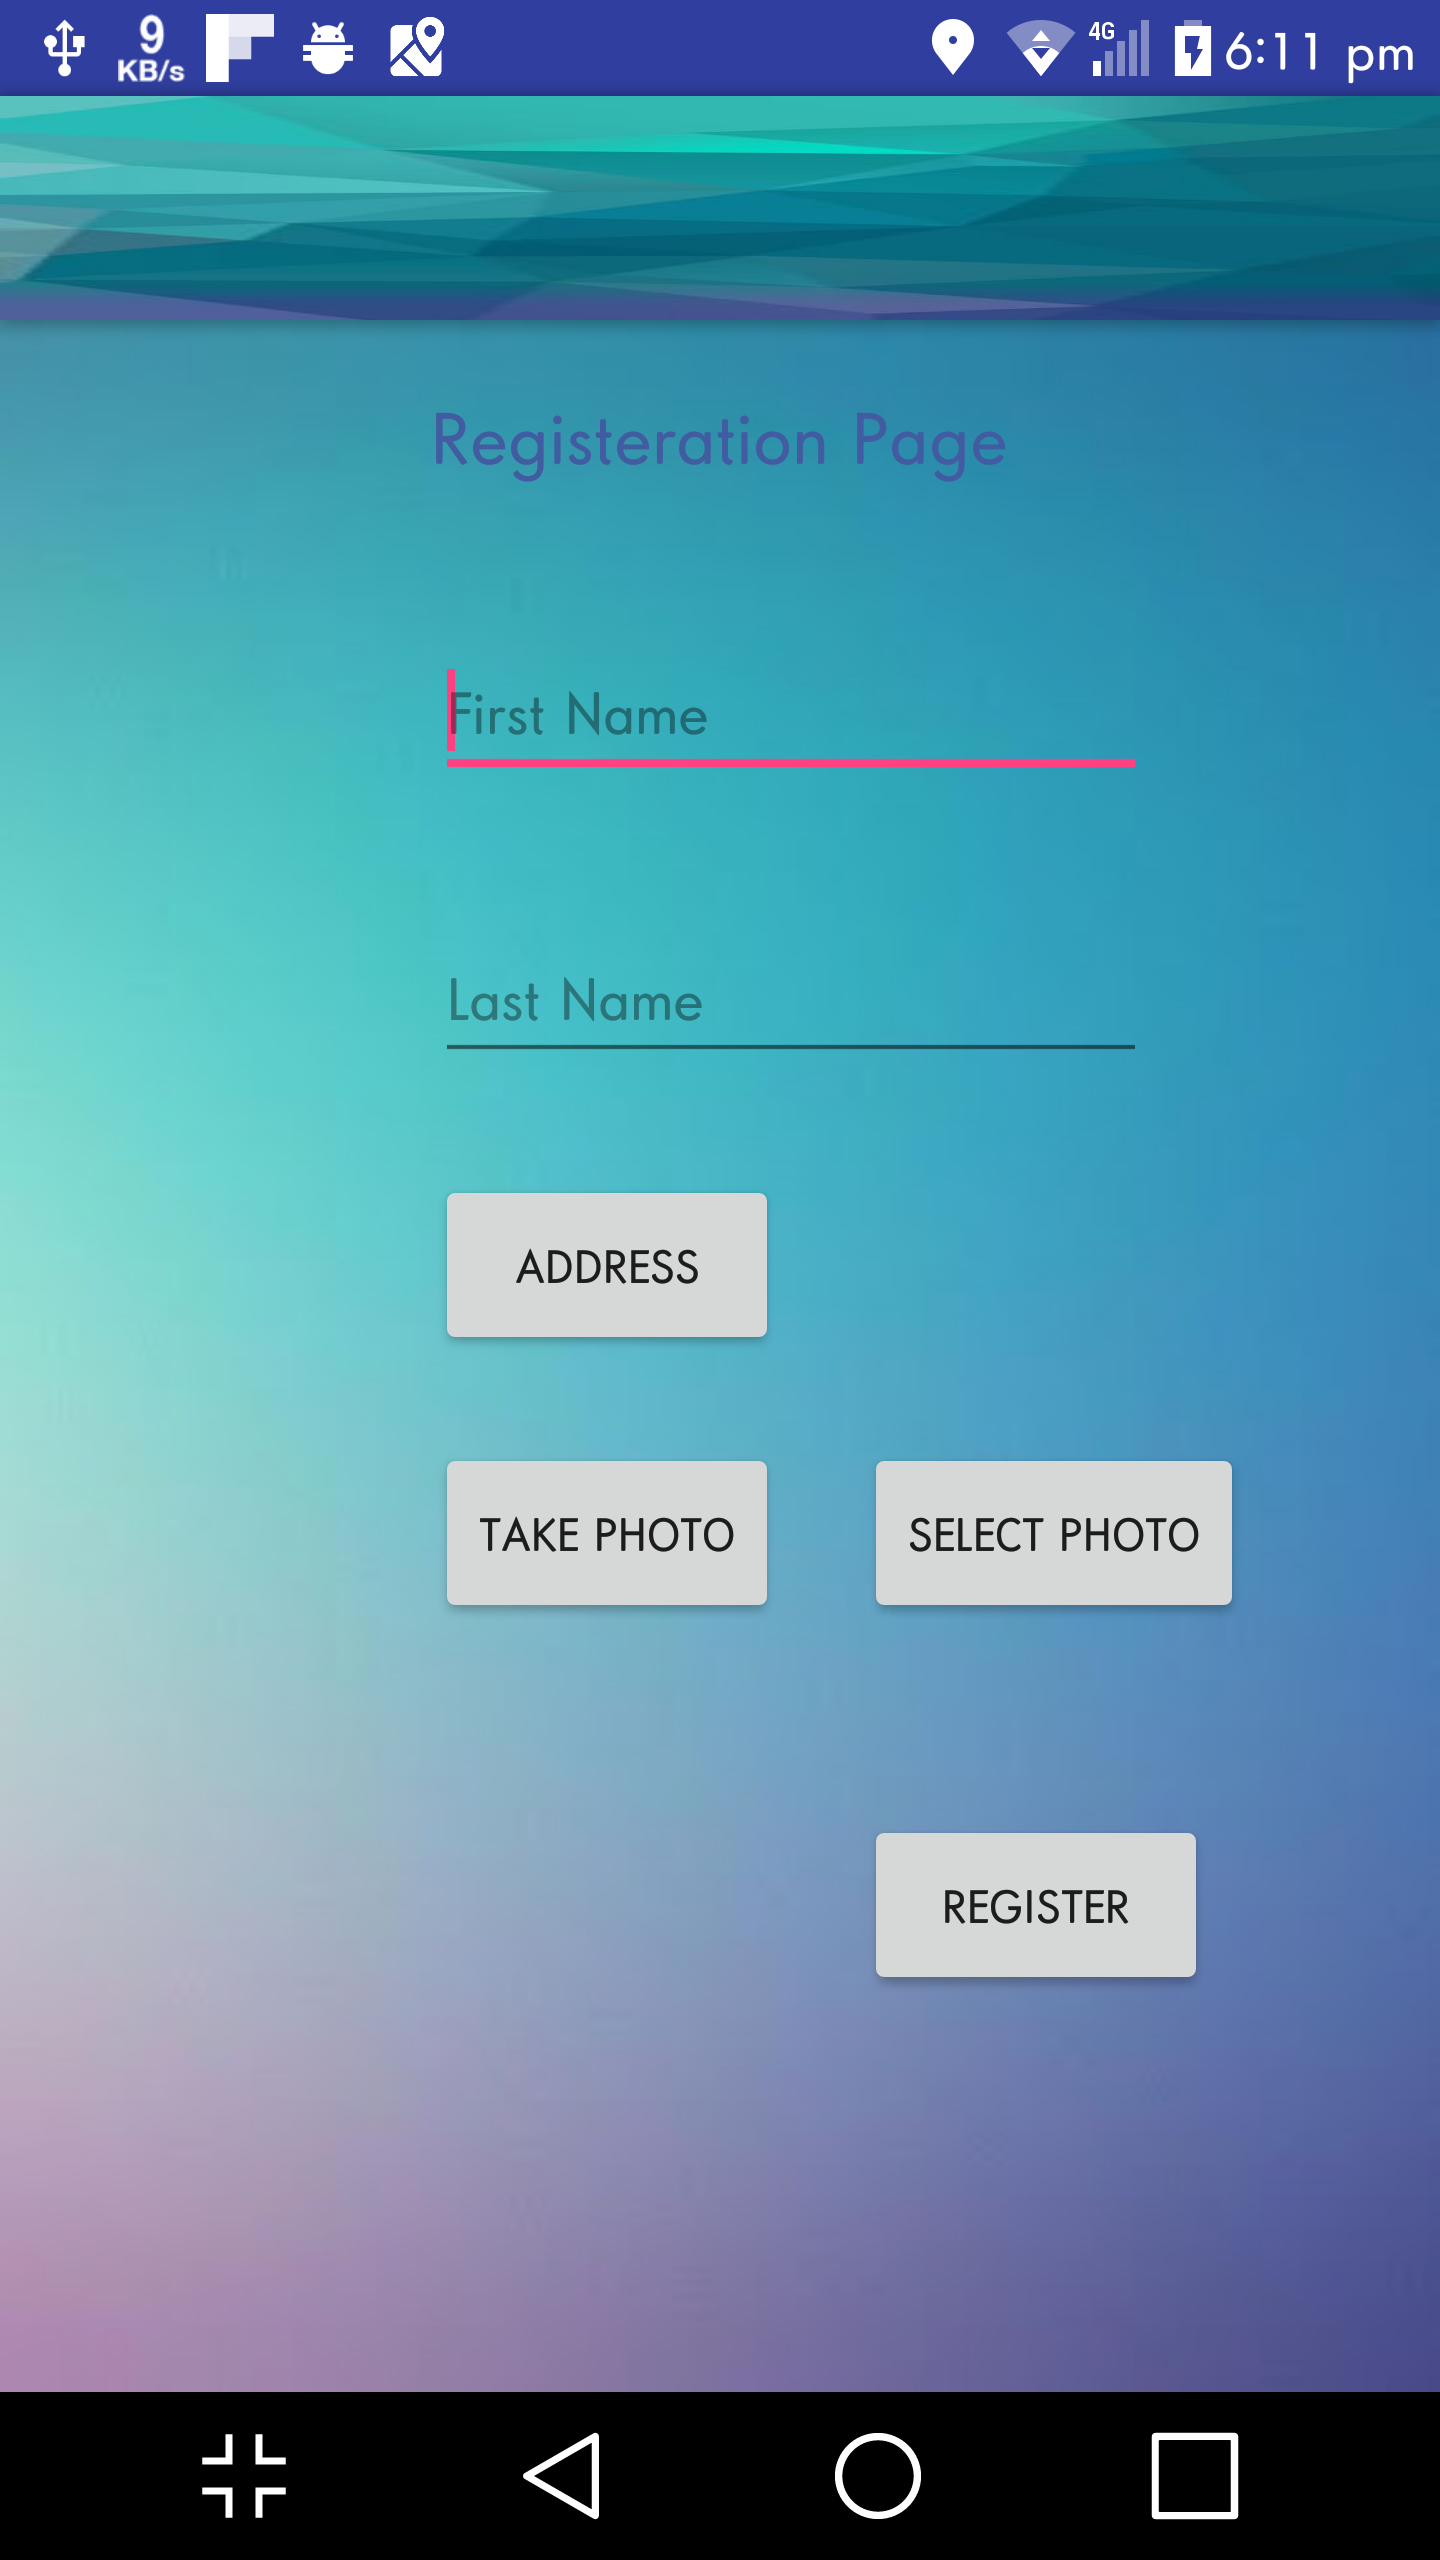 9
KB/s
4G
6:11 pm
Registeration Page
First Name
Last Name
ADDRESS
TAKE PHOTO SELECT PHOTO
REGISTER